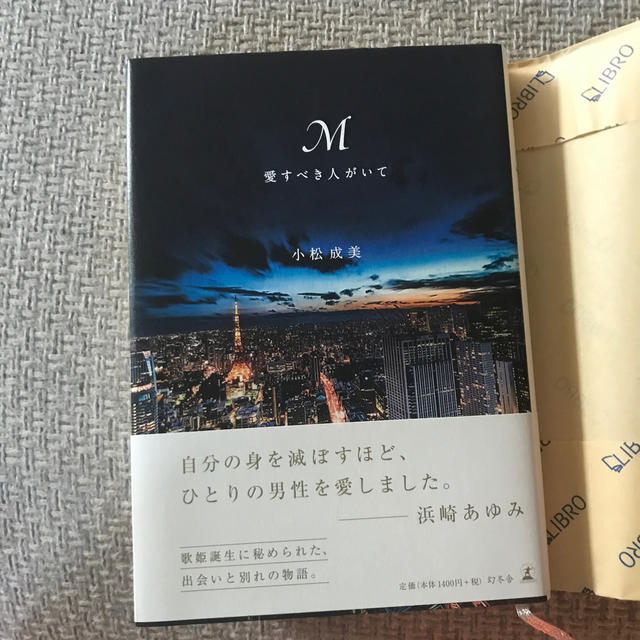 M
愛すべき人がいて
小松成美
自分の身を滅ぼすほど、
ひとりの男性を愛しました。
浜崎あゆみ
歌姫誕生に秘められた、
出会いと別れの物語。
定価(本体1400円+税) 幻冬舎
LIBRO
LIBRO
LIBRO
LIBRO
LIBRO